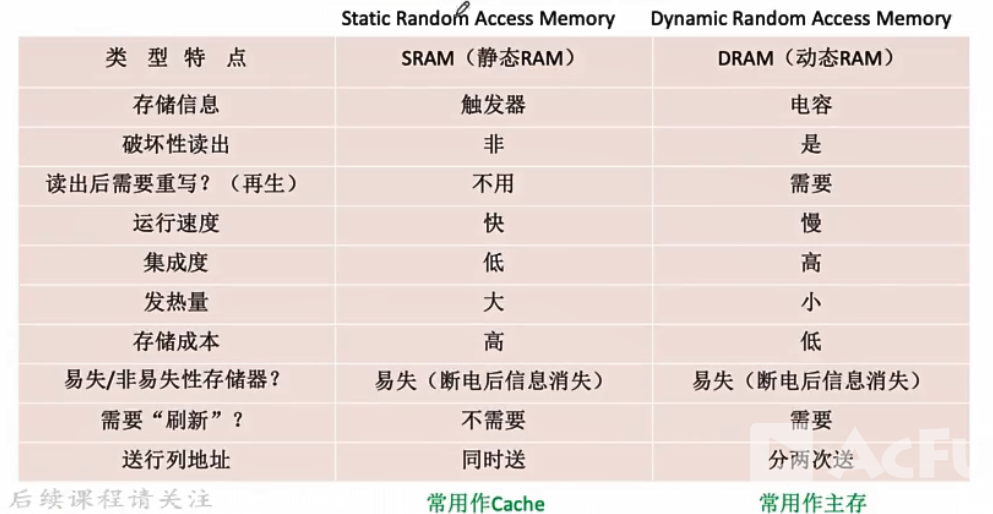 Static Random Access Memory Dynamic Random Access Memory
类 型 特 点 SRAM（静态RAM） DRAM（动态RAM）
存储信息 触发器 电容
破坏性读出 非 是
读出后需要重写？（再生） 不用 需要
运行速度 快 慢
集成度 低 高
发热量 大 小
存储成本 高 低
易失/非易失性存储器？ 易失（断电后信息消失） 易失（断电后信息消失）
需要“刷新”？ 不需要 需要
送行列地址 同时送 分两次送
AcFu
后续课程请关注 常用作Cache 常用作主存